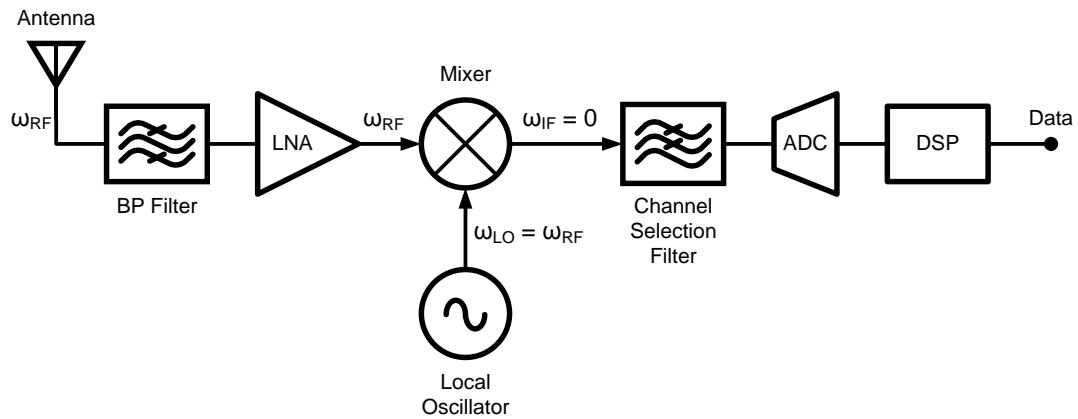 Antenna
ω_RF
BP Filter
LNA
ω_RF
Mixer
ω_LO = ω_RF
Local
Oscillator
ω_IF = 0
Channel
Selection
Filter
ADC
DSP
Data